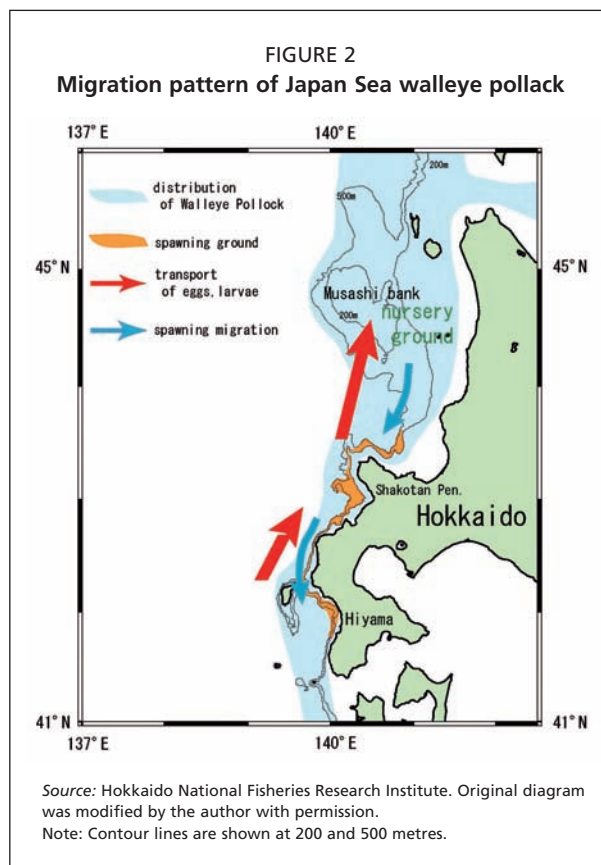 FIGURE 2
Migration pattern of Japan Sea walleye pollack
137° E
140° E
distribution
of Walleye Pollock
spawning ground
transport
of eggs, larvae
spawning migration
200m
500m
45° N
45° N
Musashi bank
200m
nursery
ground
Shakotan Pen.
Hokkaido
Hiyama
41° N
41° N
137° E
140° E
Source: Hokkaido National Fisheries Research Institute. Original diagram
was modified by the author with permission.
Note: Contour lines are shown at 200 and 500 metres.